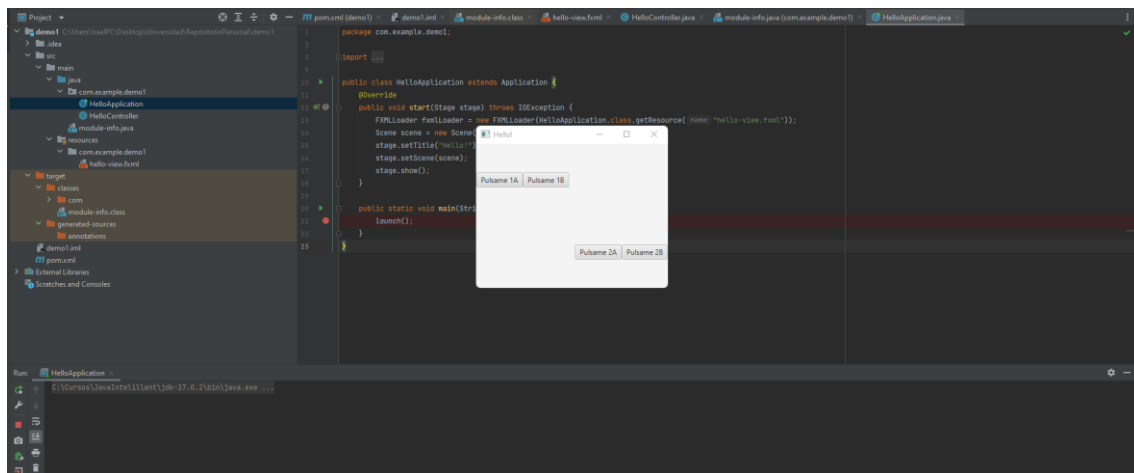 Project
pom.xml (demo1)
demo1.iml
module-info.class
hello-view.fxml
HelloController.java
module-info.java (com.example.demo1)
HelloApplication.java
demo1 C:\Users\isaelPC\Desktop\Universidad\RepositorioPersonal\demo1
.idea
src
main
java
com.example.demo1
HelloApplication
HelloController
module-info.java
resources
com.example.demo1
hello-view.fxml
target
classes
com
module-info.class
generated-sources
annotations
demo1.iml
pom.xml
External Libraries
Scratches and Consoles
package com.example.demo1;
import ...
public class HelloApplication extends Application {
@Override
public void start(Stage stage) throws IOException {
FXMLLoader fxmlLoader = new FXMLLoader(HelloApplication.class.getResource( name: "hello-view.fxml"));
Scene scene = new Scene(
stage.setTitle("Hello!")
stage.setScene(scene);
stage.show();
}
public static void main(Stri
launch();
}
}
Hello!
Pulsame 1A
Pulsame 1B
Pulsame 2A
Pulsame 2B
Run: HelloApplication
C:\Cursos\JavaIntelillent\jdk-17.0.2\bin\java.exe ...